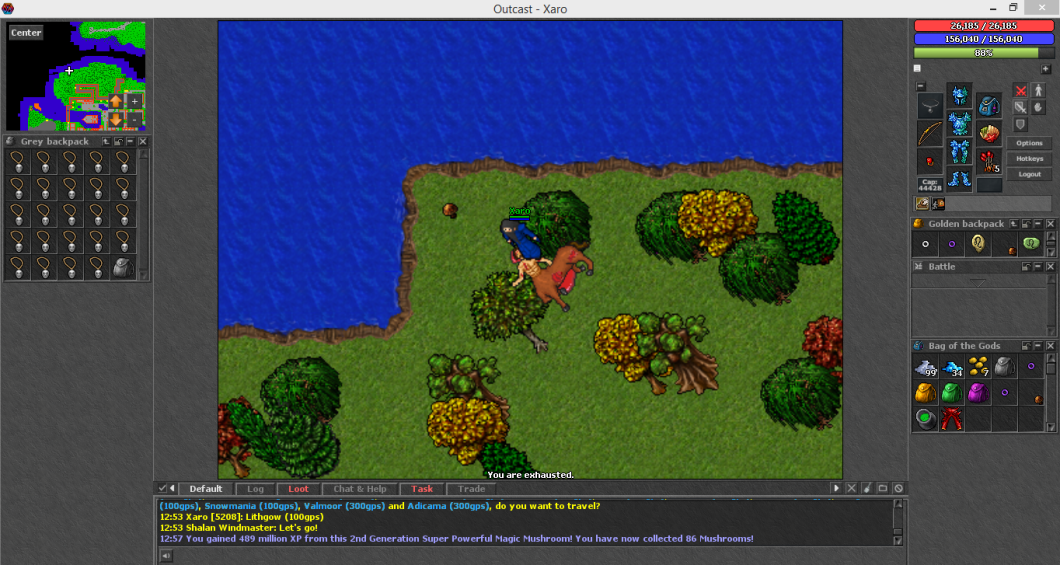 Outcast - Xaro
Center
26,185 / 26,185
156,040 / 156,040
88%
Grey backpack
Cap:
44428
5
Options
Hotkeys
Logout
Golden backpack
Battle
Bag of the Gods
99
34
7
Xaro
You are exhausted.
Default
Log
Loot
Chat & Help
Task
Trade
(100gps), Snowmania (100gps), Valmoor (300gps) and Adicama (300gps), do you want to travel?
12:53 Xaro [5208]: Lithgow (100gps)
12:53 Shalan Windmaster: Let's go!
12:57 You gained 489 million XP from this 2nd Generation Super Powerful Magic Mushroom! You have now collected 86 Mushrooms!